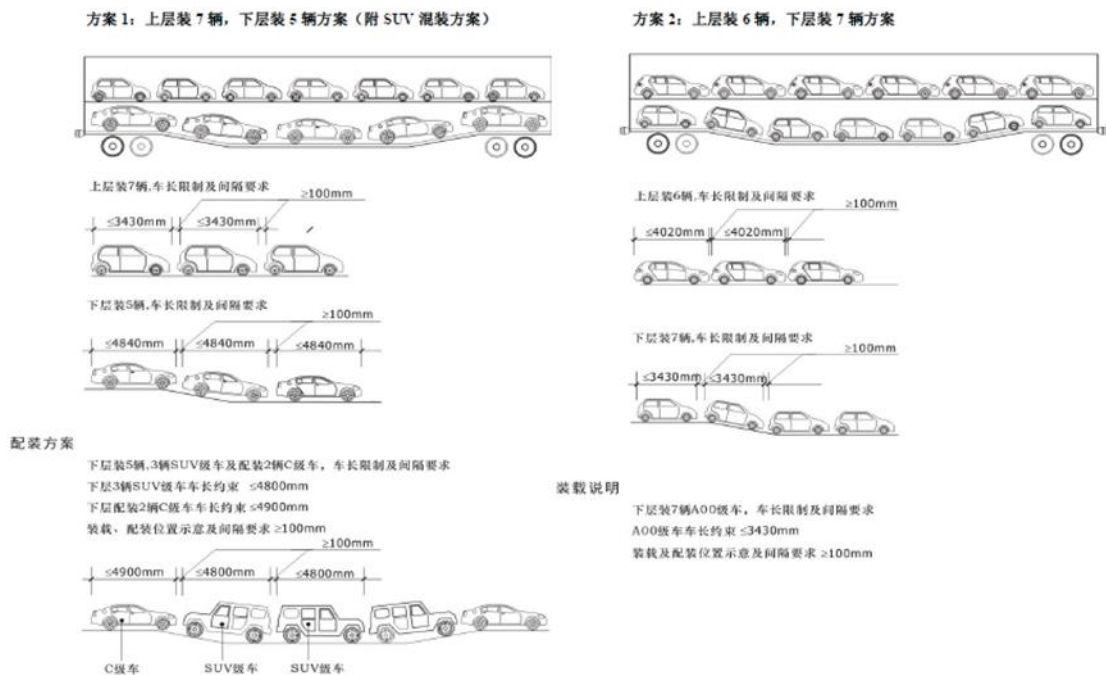 方案 1：上层装 7 辆，下层装 5 辆方案（附 SUV 混装方案）
上层装7辆,车长限制及间隔要求
≥100mm
≤3430mm
≤3430mm
下层装5辆,车长限制及间隔要求
≥100mm
≤4840mm
≤4840mm
≤4840mm
配装方案
下层装5辆,3辆SUV级车及配装2辆C级车，车长限制及间隔要求
下层3辆SUV级车车长约束 ≤4800mm
下层配装2辆C级车车长约束 ≤4900mm
装载、配装位置示意及间隔要求 ≥100mm
≥100mm
≤4900mm
≤4800mm
≤4800mm
C级车
SUV级车
SUV级车
方案 2：上层装 6 辆，下层装 7 辆方案
上层装6辆,车长限制及间隔要求
≥100mm
≤4020mm
≤4020mm
下层装7辆,车长限制及间隔要求
≥100mm
≤3430mm
≤3430mm
装载说明
下层装7辆A00级车，车长限制及间隔要求
A00级车车长约束 ≤3430mm
装载及配装位置示意及间隔要求 ≥100mm